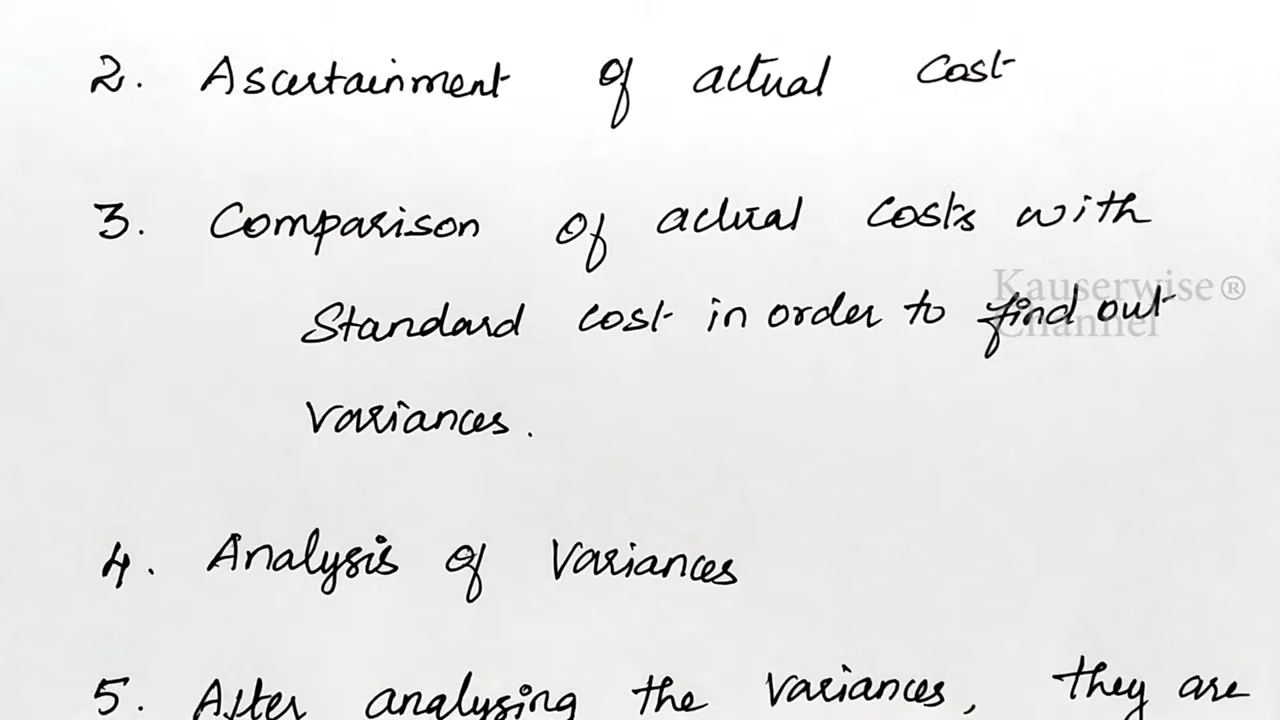 2. Ascertainment of actual cost
3. Comparison of actual costs with
Kauserwise®
Standard cost in order to find out
Channel
Variances.
4. Analysis of Variances
5. After analysing the variances, they are